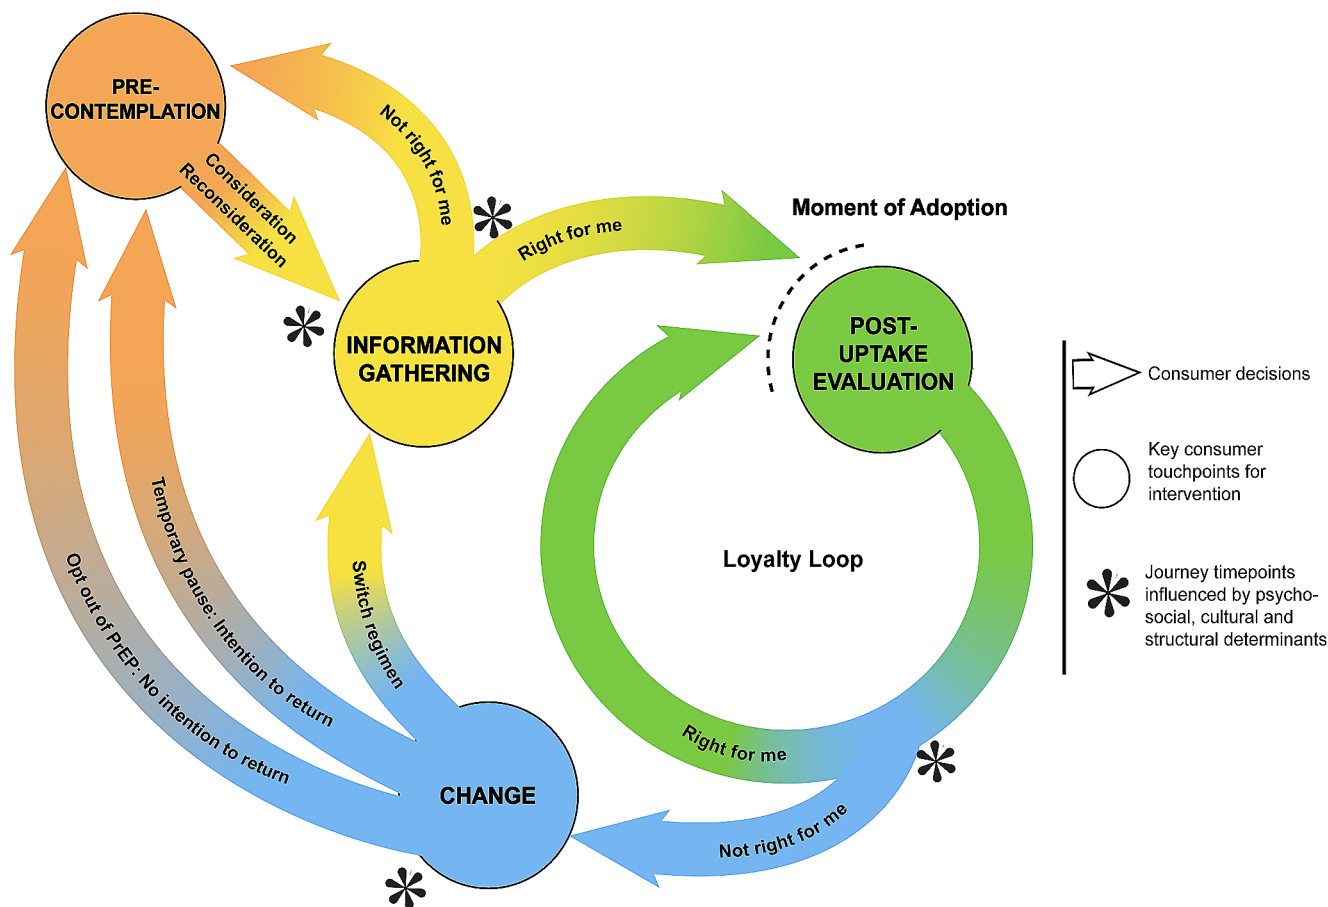 PRE-
CONTEMPLATION
Consideration
Reconsideration
Not right for me
Right for me
Moment of Adoption
INFORMATION
GATHERING
POST-
UPTAKE
EVALUATION
Consumer decisions
Key consumer
touchpoints for
intervention
Journey timepoints
influenced by psycho-
social, cultural and
structural determinants
Loyalty Loop
Switch regimen
Temporary pause: Intention to return
Opt out of PrEP: No intention to return
Right for me
Not right for me
CHANGE